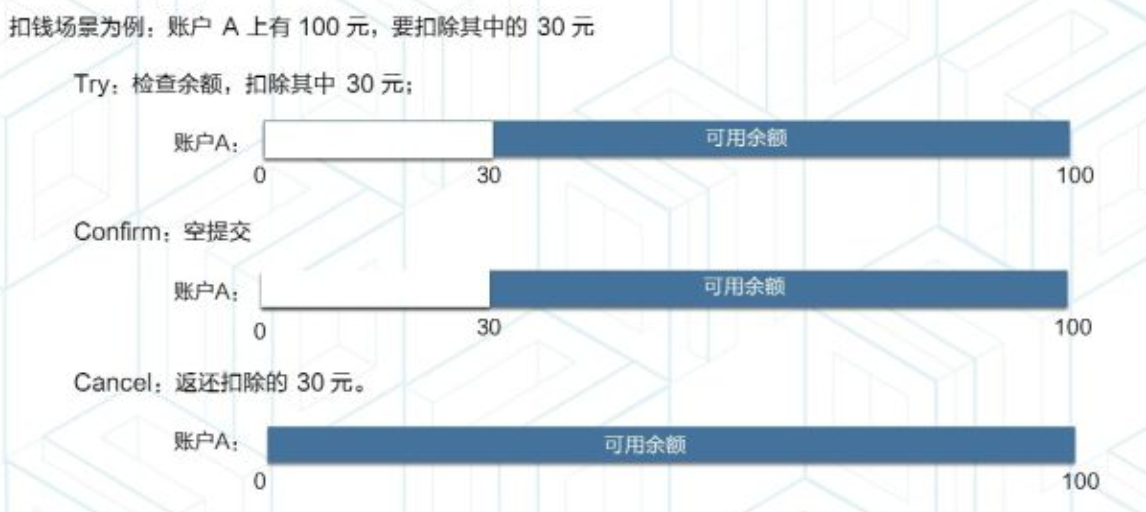 扣钱场景为例：账户 A 上有 100 元，要扣除其中的 30 元
Try：检查余额，扣除其中 30 元；
账户A： 可用余额
0 30 100
Confirm：空提交
账户A： 可用余额
0 30 100
Cancel：返还扣除的 30 元。
账户A： 可用余额
0 100